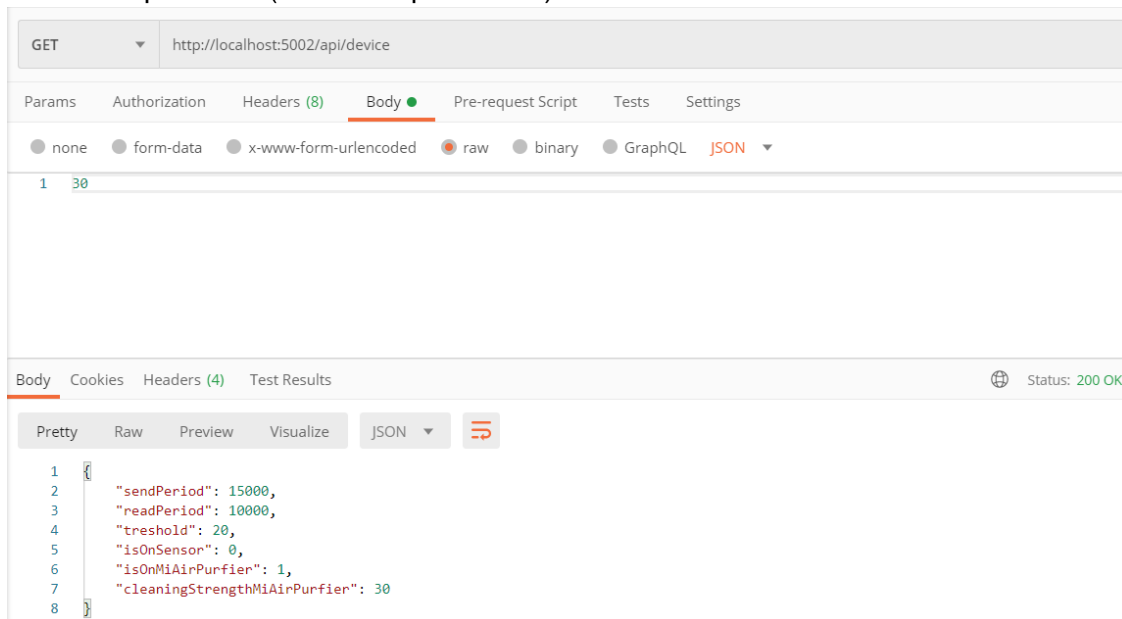 GET http://localhost:5002/api/device
Params Authorization Headers (8) Body Pre-request Script Tests Settings
none form-data x-www-form-urlencoded raw binary GraphQL JSON
1 30
Body Cookies Headers (4) Test Results Status: 200 OK
Pretty Raw Preview Visualize JSON
1 {
2 "sendPeriod": 15000,
3 "readPeriod": 10000,
4 "treshold": 20,
5 "isOnSensor": 0,
6 "isOnMiAirPurfier": 1,
7 "cleaningStrengthMiAirPurfier": 30
8 }